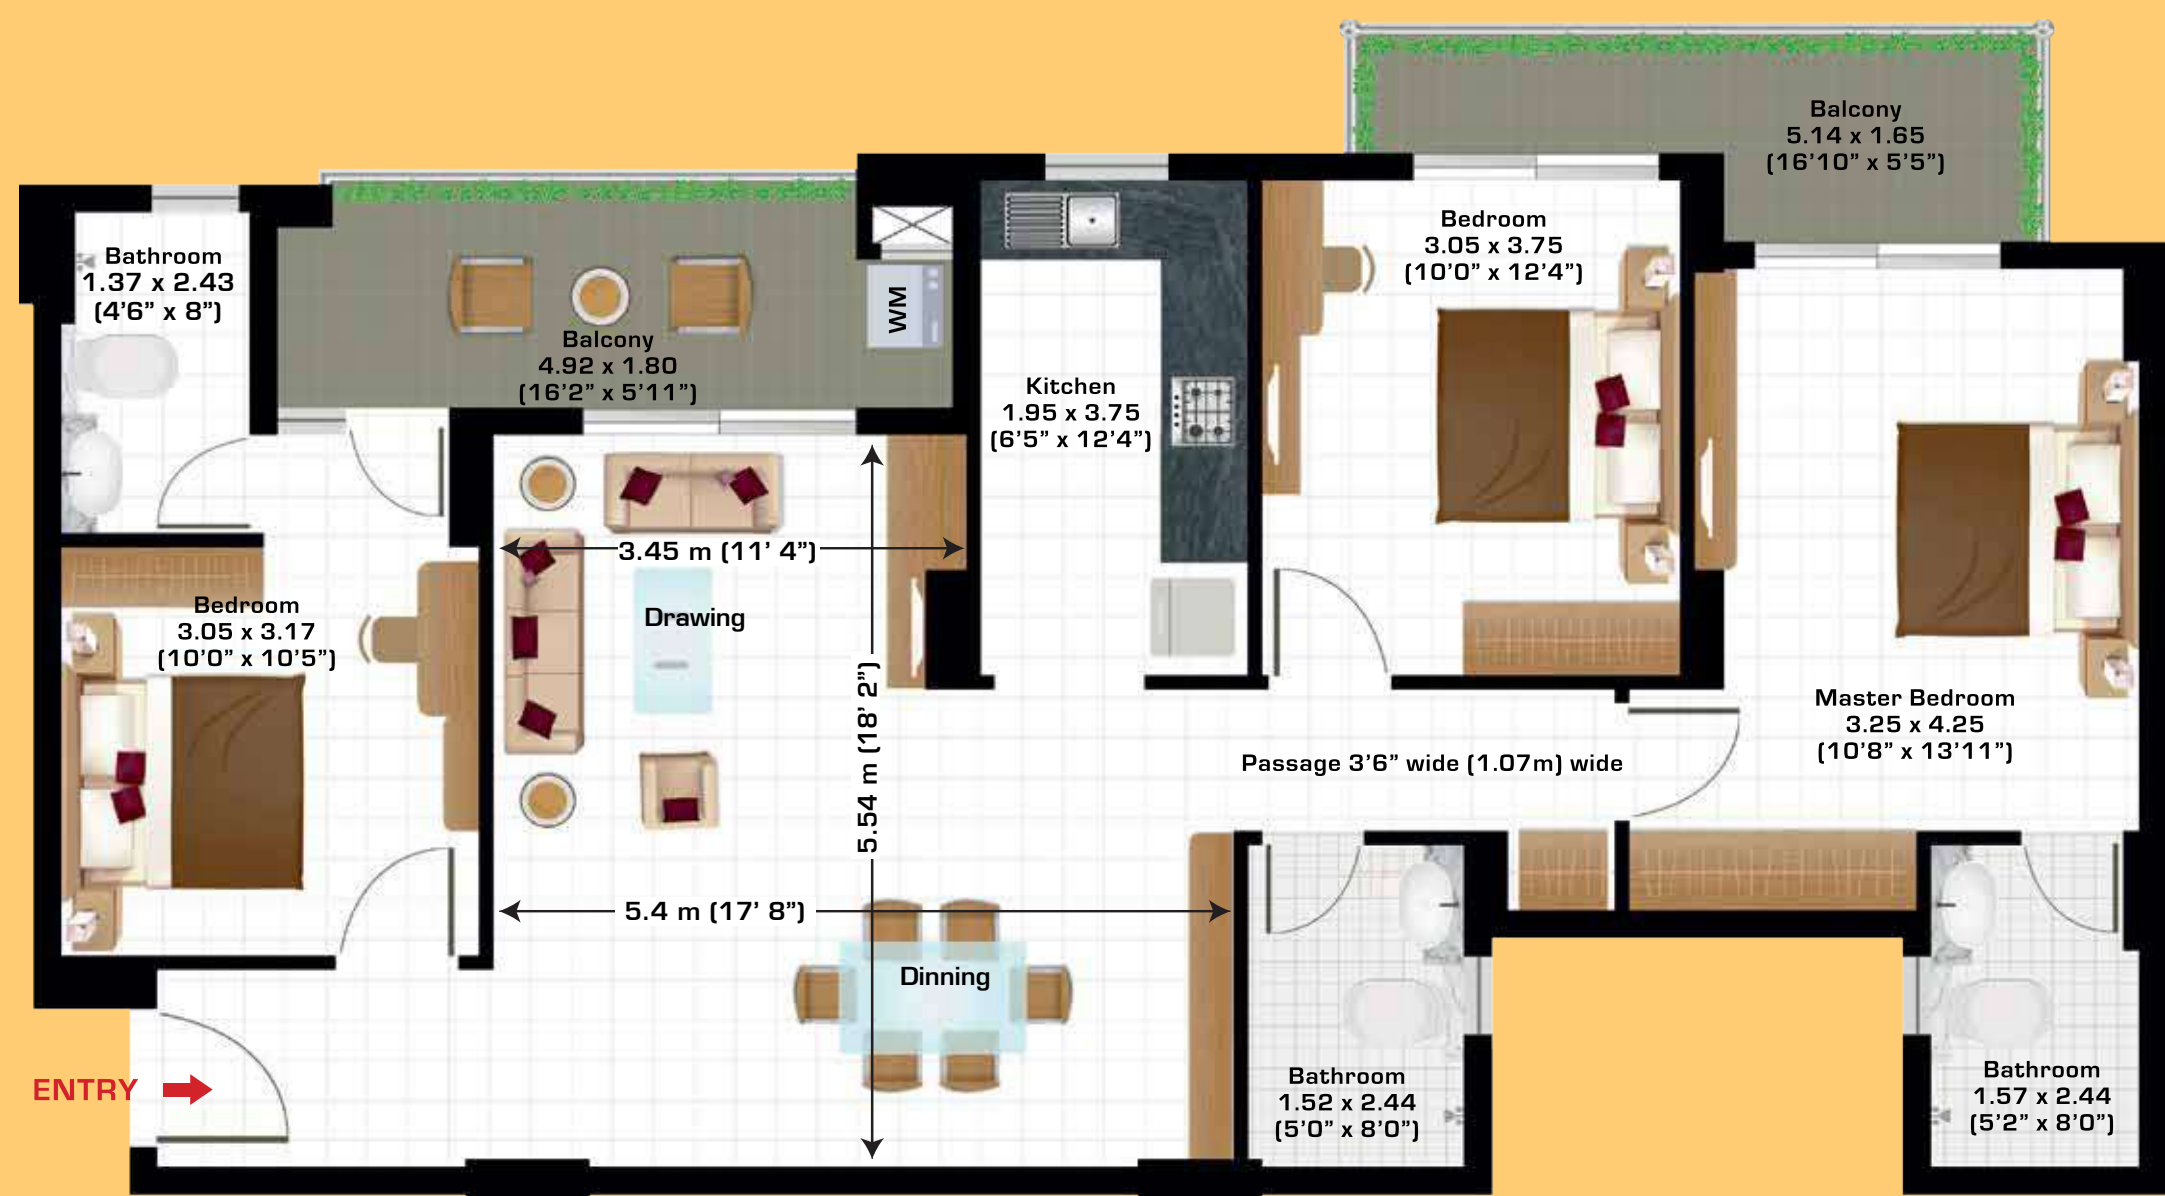 Balcony
5.14 x 1.65
(16’10” x 5’5”)
Bathroom
1.37 x 2.43
(4’6” x 8”)
Balcony
4.92 x 1.80
(16’2” x 5’11”)
WM
Kitchen
1.95 x 3.75
(6’5” x 12’4”)
Bedroom
3.05 x 3.75
(10’0” x 12’4”)
3.45 m (11’ 4”)
Drawing
Bedroom
3.05 x 3.17
(10’0” x 10’5”)
5.54 m (18’ 2”)
Master Bedroom
3.25 x 4.25
(10’8” x 13’11”)
Passage 3’6” wide (1.07m) wide
5.4 m (17’ 8”)
Dinning
ENTRY
Bathroom
1.52 x 2.44
(5’0” x 8’0”)
Bathroom
1.57 x 2.44
(5’2” x 8’0”)